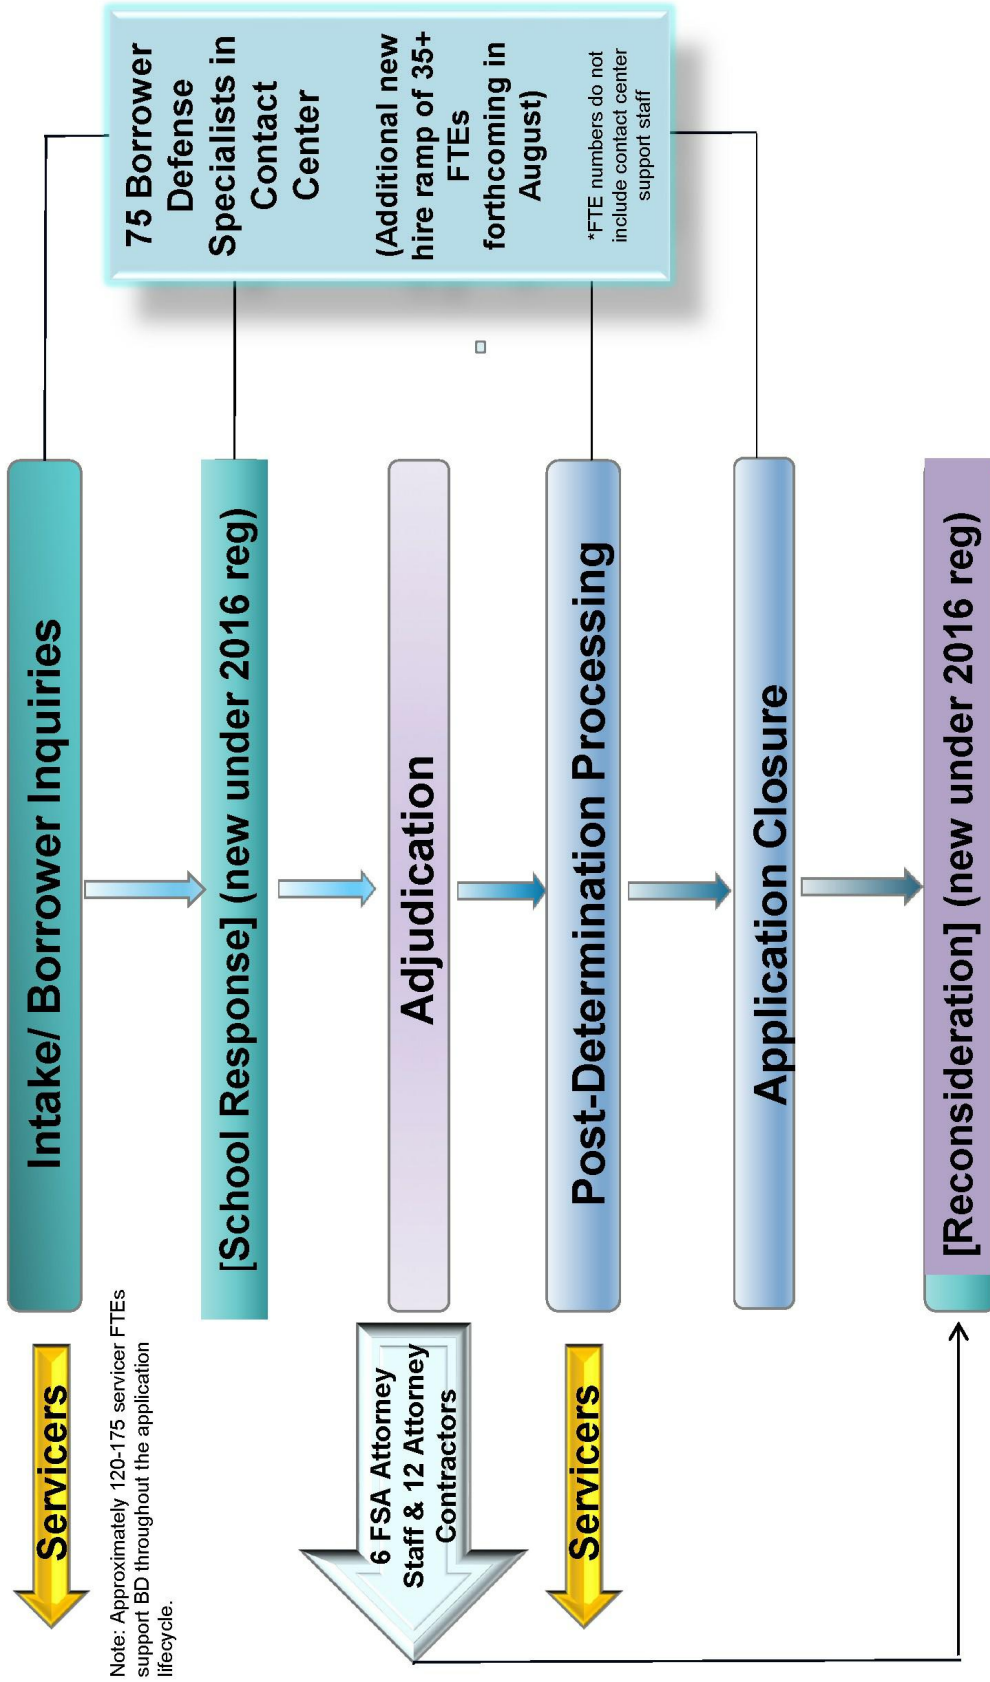 Intake/ Borrower Inquiries
[School Response] (new under 2016 reg)
Adjudication
Post-Determination Processing
Application Closure
[Reconsideration] (new under 2016 reg)
75 Borrower
Defense
Specialists in
Contact
Center
(Additional new
hire ramp of 35+
FTEs
forthcoming in
August)
*FTE numbers do not
include contact center
support staff
Servicers
Note: Approximately 120-175 servicer FTEs
support BD throughout the application
lifecycle.
6 FSA Attorney
Staff & 12 Attorney
Contractors
Servicers